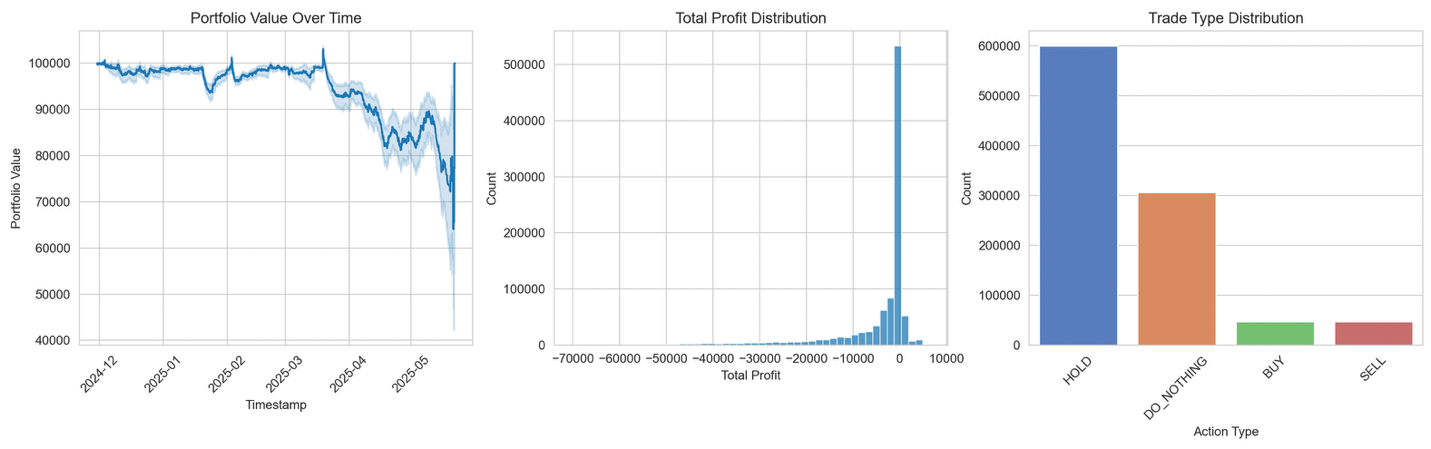 Portfolio Value Over Time
Portfolio Value
100000
90000
80000
70000
60000
50000
40000
2024-12
2025-01
2025-02
2025-03
2025-04
2025-05
Timestamp
Total Profit Distribution
Count
500000
400000
300000
200000
100000
0
−70000 −60000 −50000 −40000 −30000 −20000 −10000 0 10000
Total Profit
Trade Type Distribution
Count
600000
500000
400000
300000
200000
100000
0
HOLD
DO_NOTHING
BUY
SELL
Action Type